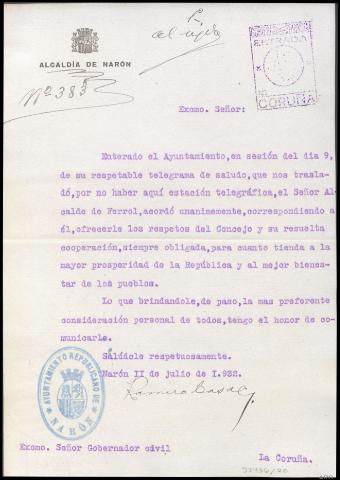 ALCALDÍA DE NARÓN
Nº 385
ENTRADA
CORUÑA
Excmo. Señor:
Enterado el Ayuntamiento, en sesión del dia 9,
de su respetable telegrama de saludo, que nos trasla-
dó, por no haber aquí estación telegráfica, el Señor Al-
calde de Ferrol, acordó unanimemente, correspondiendo a
él, ofrecerle los respetos del Concejo y su resuelta
cooperación, siempre obligada, para cuanto tienda a la
mayor prosperidad de la República y al mejor bienes-
tar de los pueblos.
Lo que brindandole, de paso, la mas preferente
consideración personal de todos, tengo el honor de co-
municarle.
Salúdole respetuosamente.
Narón II de julio de I.932.
AYUNTAMIENTO REPUBLICANO DE
NARÓN
Ramiro Casal
Excmo. Señor Gobernador civil
La Coruña.